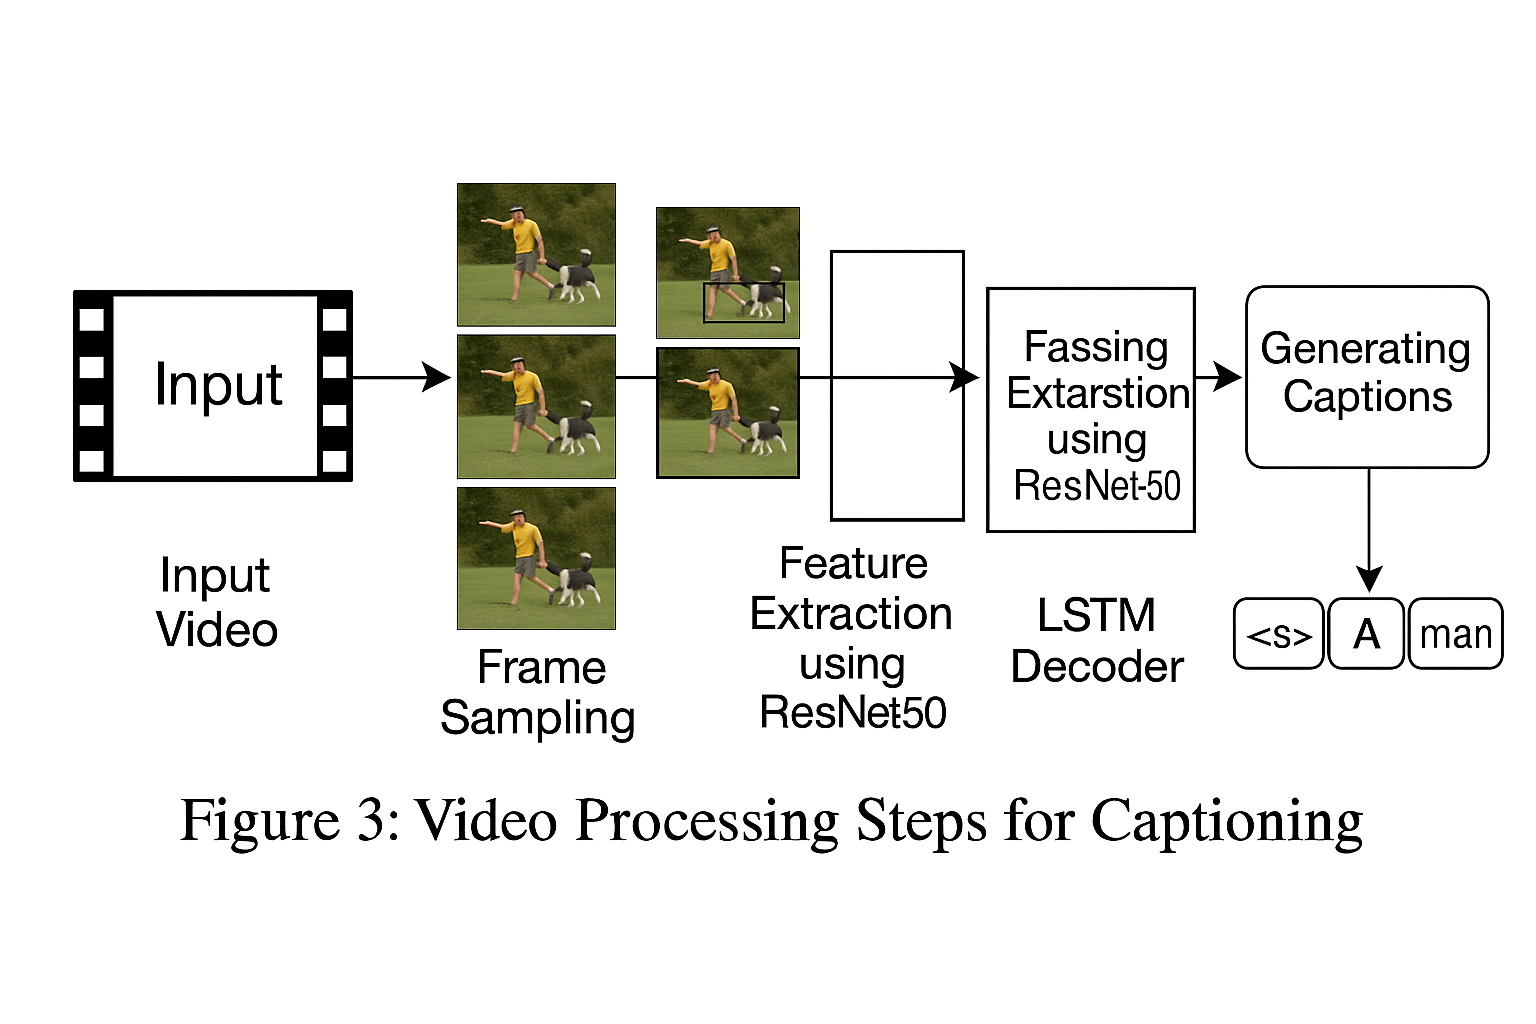 Input
Input
Video
Frame
Sampling
Feature
Extraction
using
ResNet50
Fassing
Extarstion
using
ResNet-50
LSTM
Decoder
Generating
Captions
<s> A man
Figure 3: Video Processing Steps for Captioning